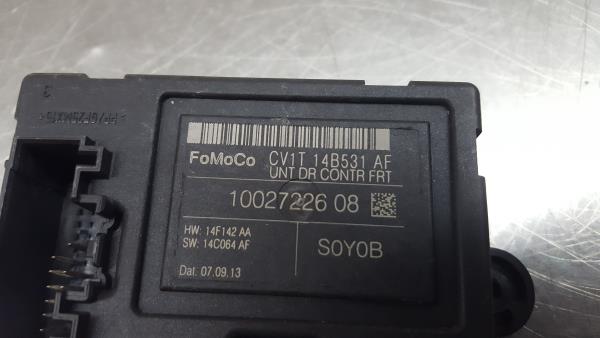 FoMoCo CV1T 14B531 AF
UNT DR CONTR FRT
10027226 08
HW: 14F142 AA
SW: 14C064 AF
S0Y0B
Dat: 07.09.13
3